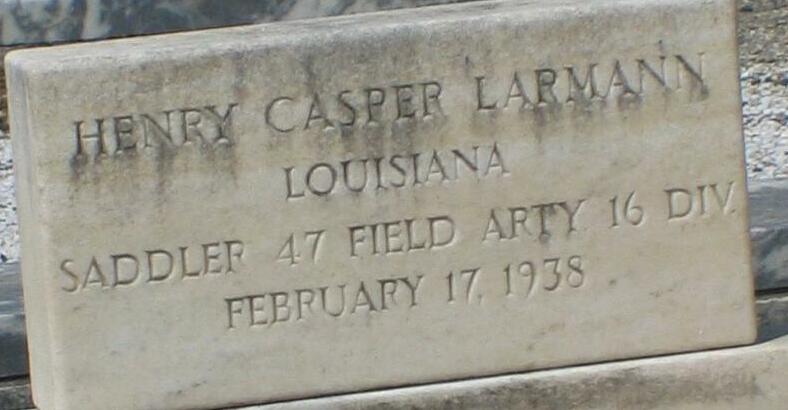 HENRY CASPER LARMANN
LOUISIANA
SADDLER 47 FIELD ARTY. 16 DIV.
FEBRUARY 17, 1938